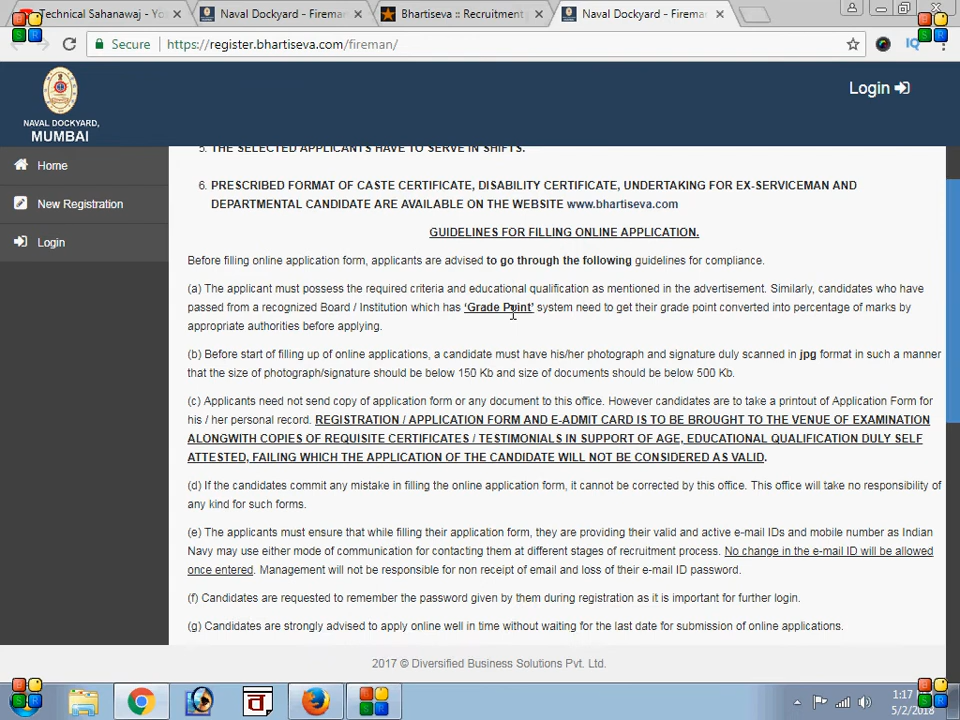 Technical Sahanawaj - Yo
Naval Dockyard - Fireman
Bhartiseva :: Recruitment
Naval Dockyard - Fireman
Secure
https://register.bhartiseva.com/fireman/
IQ
NAVAL DOCKYARD,
MUMBAI
Login
Home
New Registration
Login
5. THE SELECTED APPLICANTS HAVE TO SERVE IN SHIFTS.
6. PRESCRIBED FORMAT OF CASTE CERTIFICATE, DISABILITY CERTIFICATE, UNDERTAKING FOR EX-SERVICEMAN AND
DEPARTMENTAL CANDIDATE ARE AVAILABLE ON THE WEBSITE www.bhartiseva.com
GUIDELINES FOR FILLING ONLINE APPLICATION.
Before filling online application form, applicants are advised to go through the following guidelines for compliance.
(a) The applicant must possess the required criteria and educational qualification as mentioned in the advertisement. Similarly, candidates who have
passed from a recognized Board / Institution which has ‘Grade Point’ system need to get their grade point converted into percentage of marks by
appropriate authorities before applying.
(b) Before start of filling up of online applications, a candidate must have his/her photograph and signature duly scanned in jpg format in such a manner
that the size of photograph/signature should be below 150 Kb and size of documents should be below 500 Kb.
(c) Applicants need not send copy of application form or any document to this office. However candidates are to take a printout of Application Form for
his / her personal record. REGISTRATION / APPLICATION FORM AND E-ADMIT CARD IS TO BE BROUGHT TO THE VENUE OF EXAMINATION
ALONGWITH COPIES OF REQUISITE CERTIFICATES / TESTIMONIALS IN SUPPORT OF AGE, EDUCATIONAL QUALIFICATION DULY SELF
ATTESTED, FAILING WHICH THE APPLICATION OF THE CANDIDATE WILL NOT BE CONSIDERED AS VALID.
(d) If the candidates commit any mistake in filling the online application form, it cannot be corrected by this office. This office will take no responsibility of
any kind for such forms.
(e) The applicants must ensure that while filling their application form, they are providing their valid and active e-mail IDs and mobile number as Indian
Navy may use either mode of communication for contacting them at different stages of recruitment process. No change in the e-mail ID will be allowed
once entered. Management will not be responsible for non receipt of email and loss of their e-mail ID password.
(f) Candidates are requested to remember the password given by them during registration as it is important for further login.
(g) Candidates are strongly advised to apply online well in time without waiting for the last date for submission of online applications.
2017 © Diversified Business Solutions Pvt. Ltd.
S R
S R
S R
S R
S R
1:17
5/2/2018